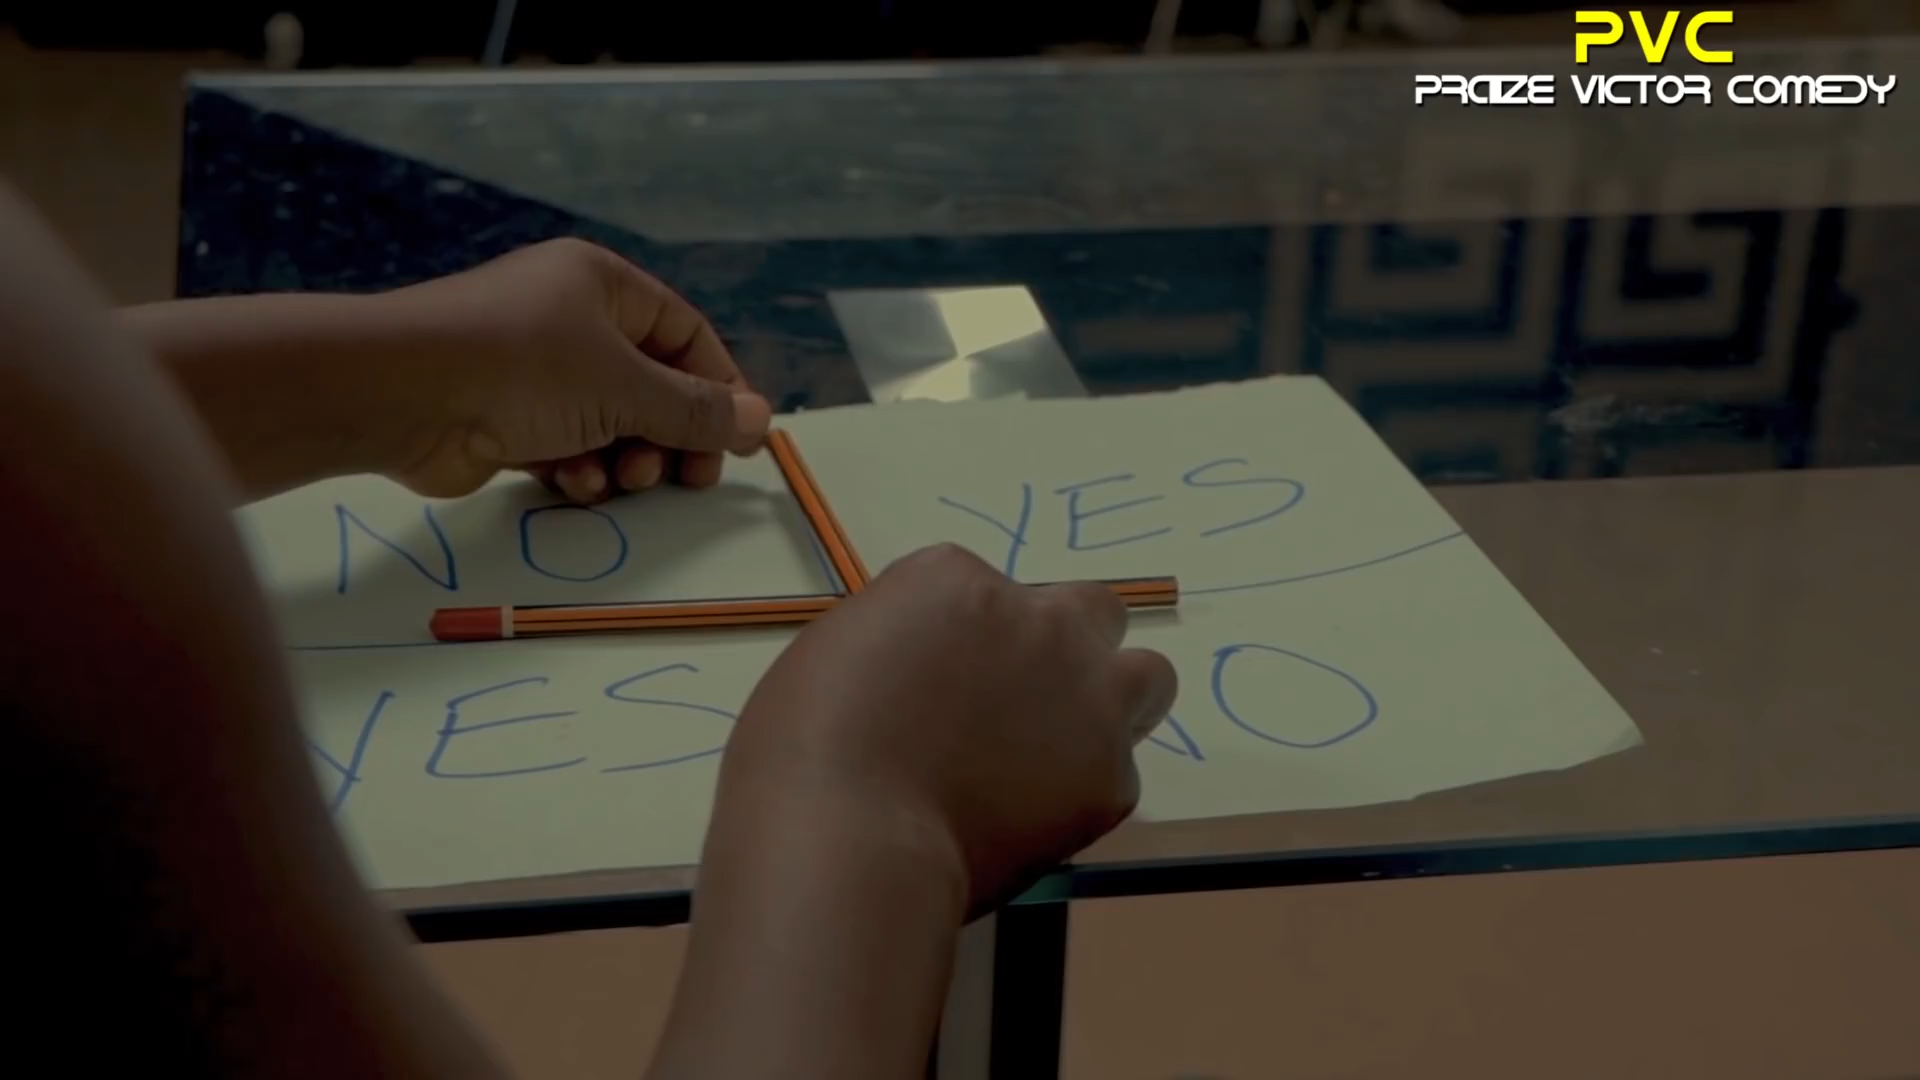 PVC
PRAIZE VICTOR COMEDY
NO YES
YES NO